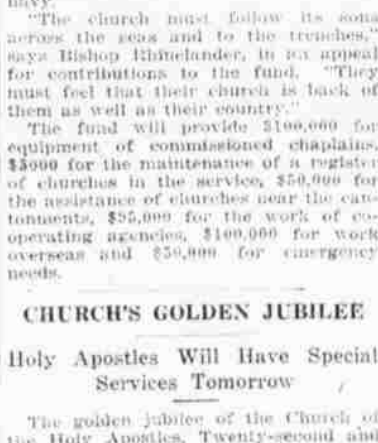 navy.
"The church must follow its sons
across the seas and to the trenches,"
says Bishop Rhinelander, in an appeal
for contributions to the fund. "They
must feel that their church is back of
them as well as their country."
The fund will provide $100,000 for
equipment of commissioned chaplains,
$5000 for the maintenance of a register
of churches in the service, $50,000 for
the assistance of churches near the can-
tonments, $95,000 for the work of co-
operating agencies, $100,000 for work
overseas and $50,000 for emergency
needs.
CHURCH'S GOLDEN JUBILEE
Holy Apostles Will Have Special
Services Tomorrow
The golden jubilee of the Church of
the Holy Apostles, Twenty-second and